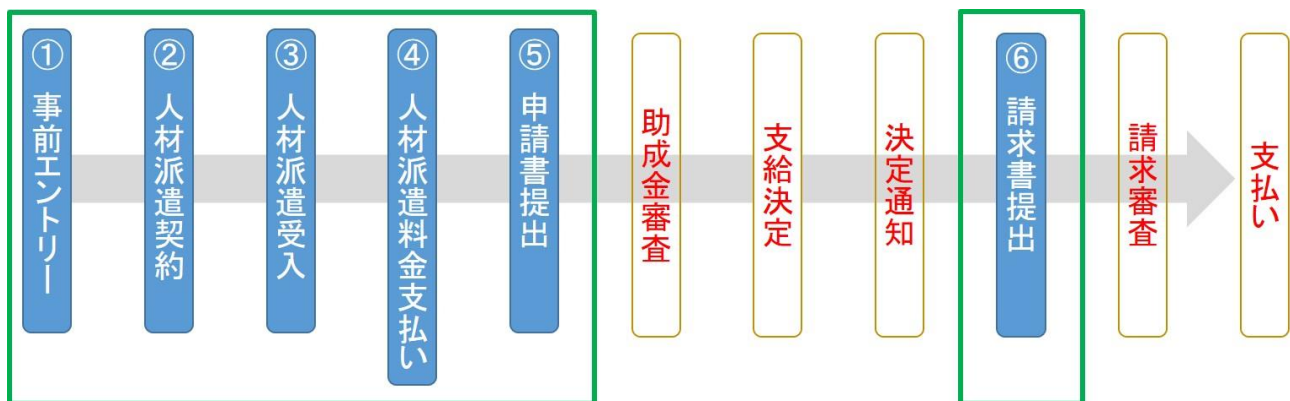 ① 事前エントリー
② 人材派遣契約
③ 人材派遣受入
④ 人材派遣料金支払い
⑤ 申請書提出
助成金審査
支給決定
決定通知
⑥ 請求書提出
請求審査
支払い